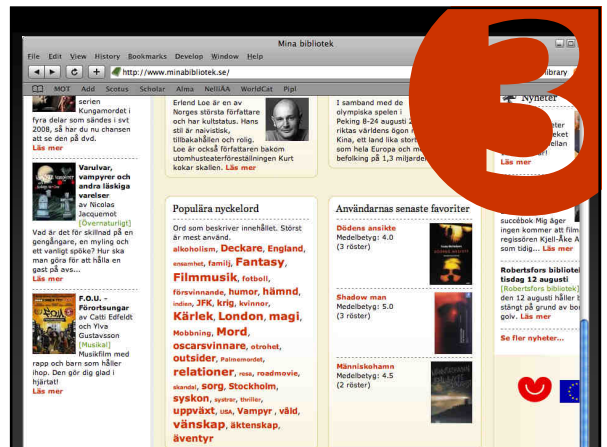 3
Mina bibliotek
File Edit View History Bookmarks Develop Window Help
http://www.minabibliotek.se/
library
MOT Add Scotus Scholar Alma NelliÅA WorldCat Pipl
serien
Kungamordet i
fyra delar som sändes i svt
2008, så har du nu chansen
att se den på dvd.
Läs mer
Varulvar,
vampyrer och
andra läskiga
varelser
av Nicolas
Jacquemot
[Övernaturligt]
Vad är det för skillnad på en
gengångare, en myling och
ett vanligt spöke? Hur ska
man göra för att hålla en
gast på avs...
Läs mer
F.O.U. -
Förortsungar
av Catti Edfeldt
och Ylva
Gustavsson
[Musikal]
Musikfilm med
rapp och barn som håller
ihop. Den gör dig glad i
hjärtat!
Läs mer
Erlend Loe är en av
Norges största författare
och har kultstatus. Hans
stil är naivistisk,
tillbakahållen och rolig.
Loe är också författaren bakom
utomhusteaterföreställningen Kurt
kokar skallen. Läs mer
Populära nyckelord
Ord som beskriver innehållet. Störst
är mest använd.
alkoholism, Deckare, England,
ensamhet, familj, Fantasy,
Filmmusik, fotboll,
försvinnande, humor, hämnd,
indien, JFK, krig, kvinnor,
Kärlek, London, magi,
Mobbning, Mord,
oscarsvinnare, otrohet,
outsider, Palmemordet,
relationer, resa, roadmovie,
skandal, sorg, Stockholm,
syskon, systrar, thriller,
uppväxt, USA, Vampyr, våld,
vänskap, äktenskap,
äventyr
I samband med de
olympiska spelen i
Peking 8-24 augusti 2
riktas världens ögon
Kina, ett land lika stort
som hela Europa och m
befolkning på 1,3 miljarde
Användarnas senaste favoriter
Dödens ansikte
Medelbetyg: 4.0
(3 röster)
Shadow man
Medelbetyg: 5.0
(3 röster)
Människohamn
Medelbetyg: 4.5
(2 röster)
Nyheter
Läs mer
succébok Mig äger
ingen kommer att film
regissören Kjell-Åke A
som tidig... Läs mer
Robertsfors bibliotek
tisdag 12 augusti
[Robertsfors bibliotek]
den 12 augusti håller b
stängt på grund av bor
golv. Läs mer
Se fler nyheter...